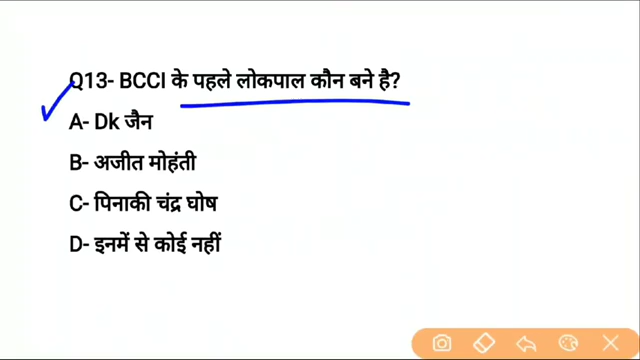 Q13- BCCI के पहले लोकपाल कौन बने है?
A- Dk जैन
B- अजीत मोहंती
C- पिनाकी चंद्र घोष
D- इनमें से कोई नहीं